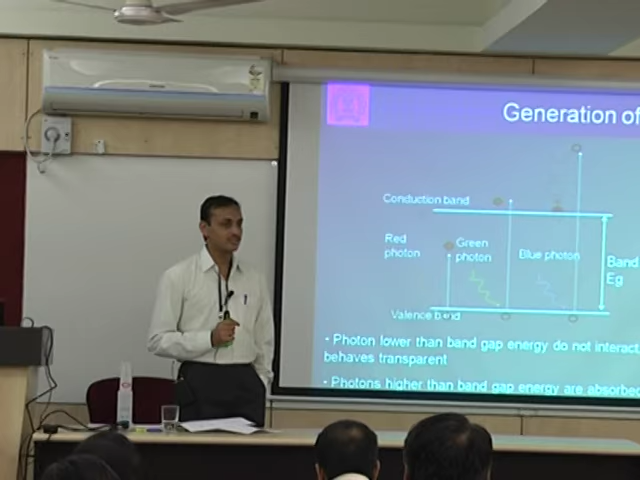 Generation of
Conduction band
Red photon
Green photon
Blue photon
Band
Eg
Valence band
• Photon lower than band gap energy do not interact,
behaves transparent
• Photons higher than band gap energy are absorbed